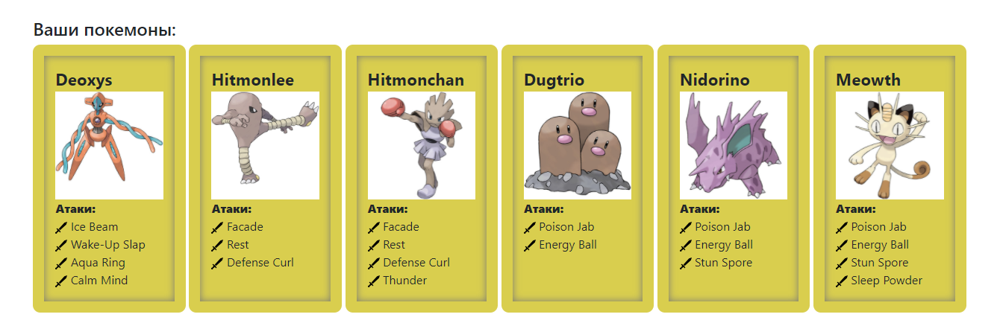 Ваши покемоны:
Deoxys
Атаки:
Ice Beam
Wake-Up Slap
Aqua Ring
Calm Mind
Hitmonlee
Атаки:
Facade
Rest
Defense Curl
Hitmonchan
Атаки:
Facade
Rest
Defense Curl
Thunder
Dugtrio
Атаки:
Poison Jab
Energy Ball
Nidorino
Атаки:
Poison Jab
Energy Ball
Stun Spore
Meowth
Атаки:
Poison Jab
Energy Ball
Stun Spore
Sleep Powder